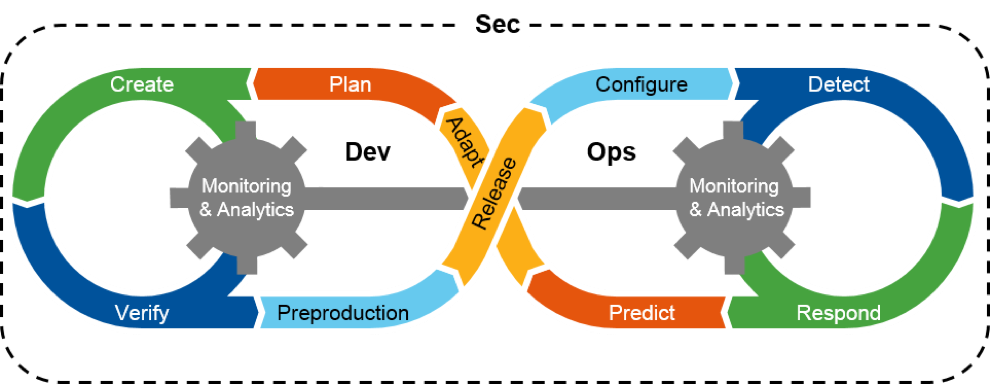 Sec
Create
Plan
Configure
Detect
Adapt
Dev
Ops
Release
Monitoring
& Analytics
Monitoring
& Analytics
Verify
Preproduction
Predict
Respond